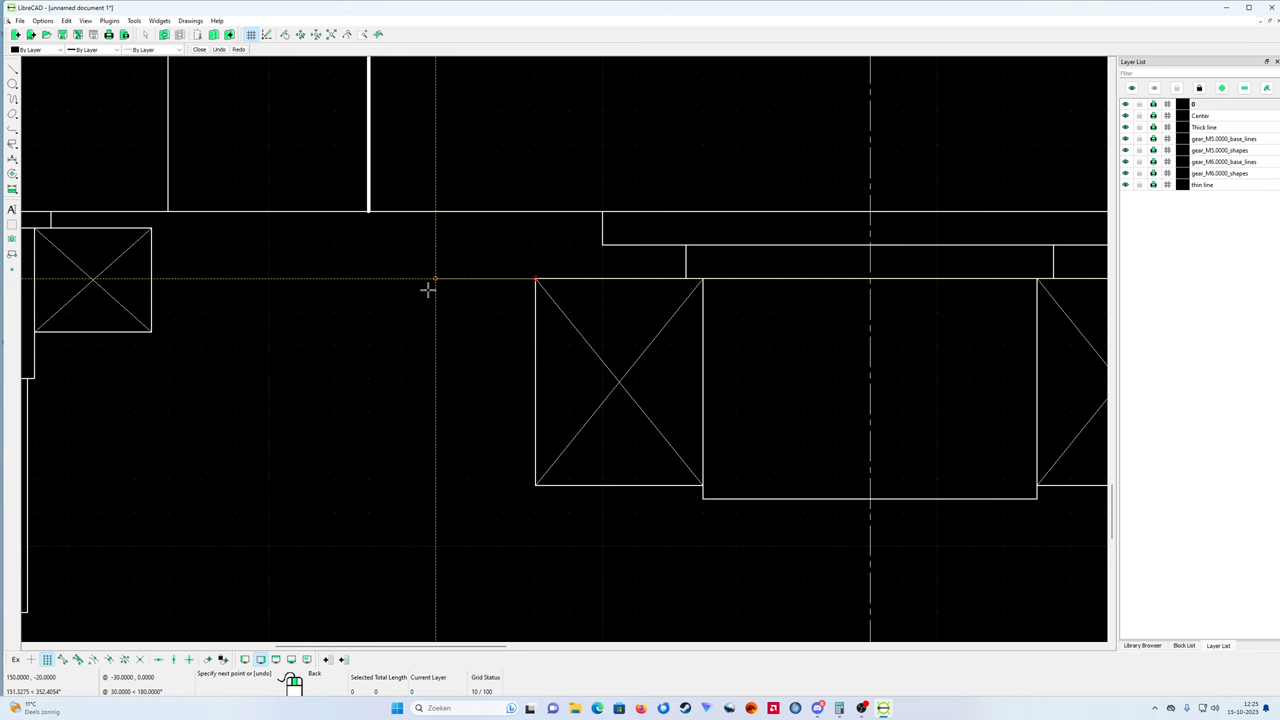 LibreCAD - [unnamed document 1*]
File Options Edit View Plugins Tools Widgets Drawings Help
By Layer By Layer By Layer Close Undo Redo
Layer List
Filter
0
Center
Thick line
gear_M5.0000_base_lines
gear_M5.0000_shapes
gear_M6.0000_base_lines
gear_M6.0000_shapes
thin line
Library Browser Block List Layer List
Ex
150.0000 , -20.0000 @ -30.0000 , 0.0000 Specify next point or [undo] Back Selected Total Length Current Layer Grid Status
151.3275 < 352.4054° @ 30.0000 < 180.0000° 0 0 0 10 / 100
11°C
Deels zonnig
Zoeken
12:25
15-10-2023